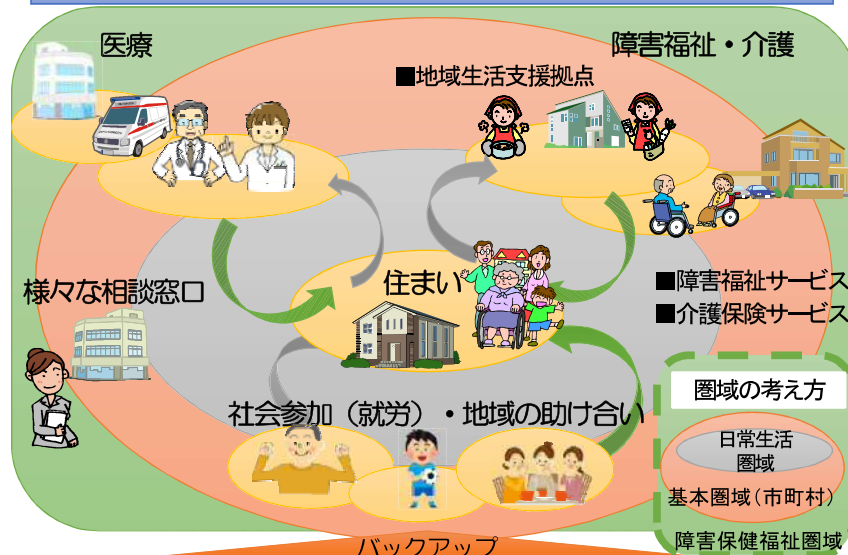 医療
障害福祉・介護
■地域生活支援拠点
住まい
様々な相談窓口
■障害福祉サービス
■介護保険サービス
社会参加（就労）・地域の助け合い
圏域の考え方
日常生活
圏域
基本圏域（市町村）
障害保健福祉圏域
バックアップ